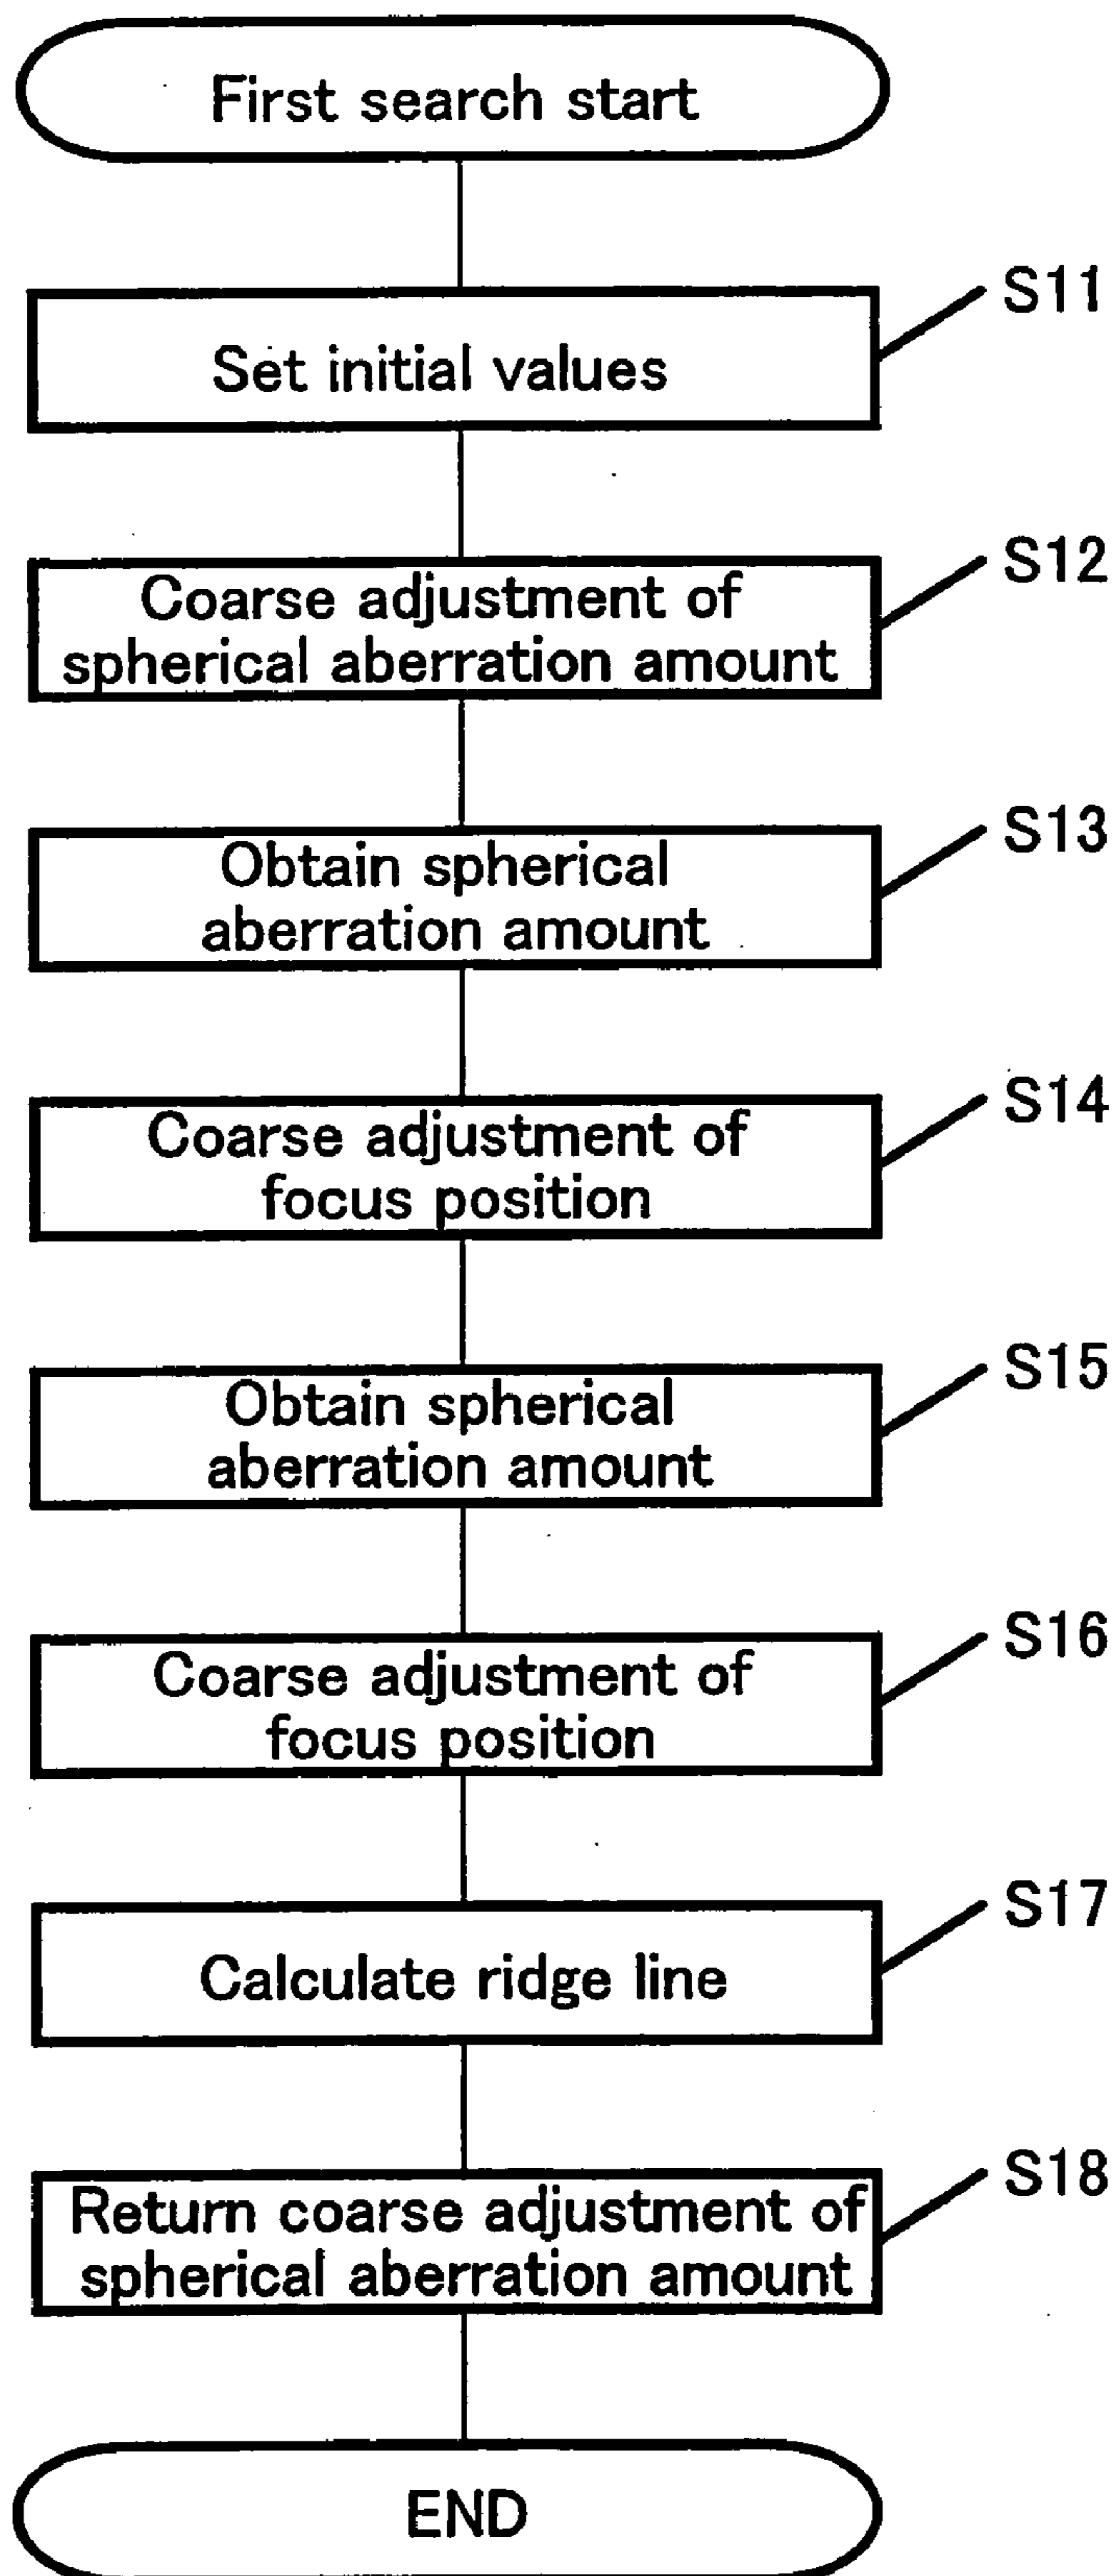 First search start
S11
Set initial values
S12
Coarse adjustment of
spherical aberration amount
S13
Obtain spherical
aberration amount
S14
Coarse adjustment of
focus position
S15
Obtain spherical
aberration amount
S16
Coarse adjustment of
focus position
S17
Calculate ridge line
S18
Return coarse adjustment of
spherical aberration amount
END